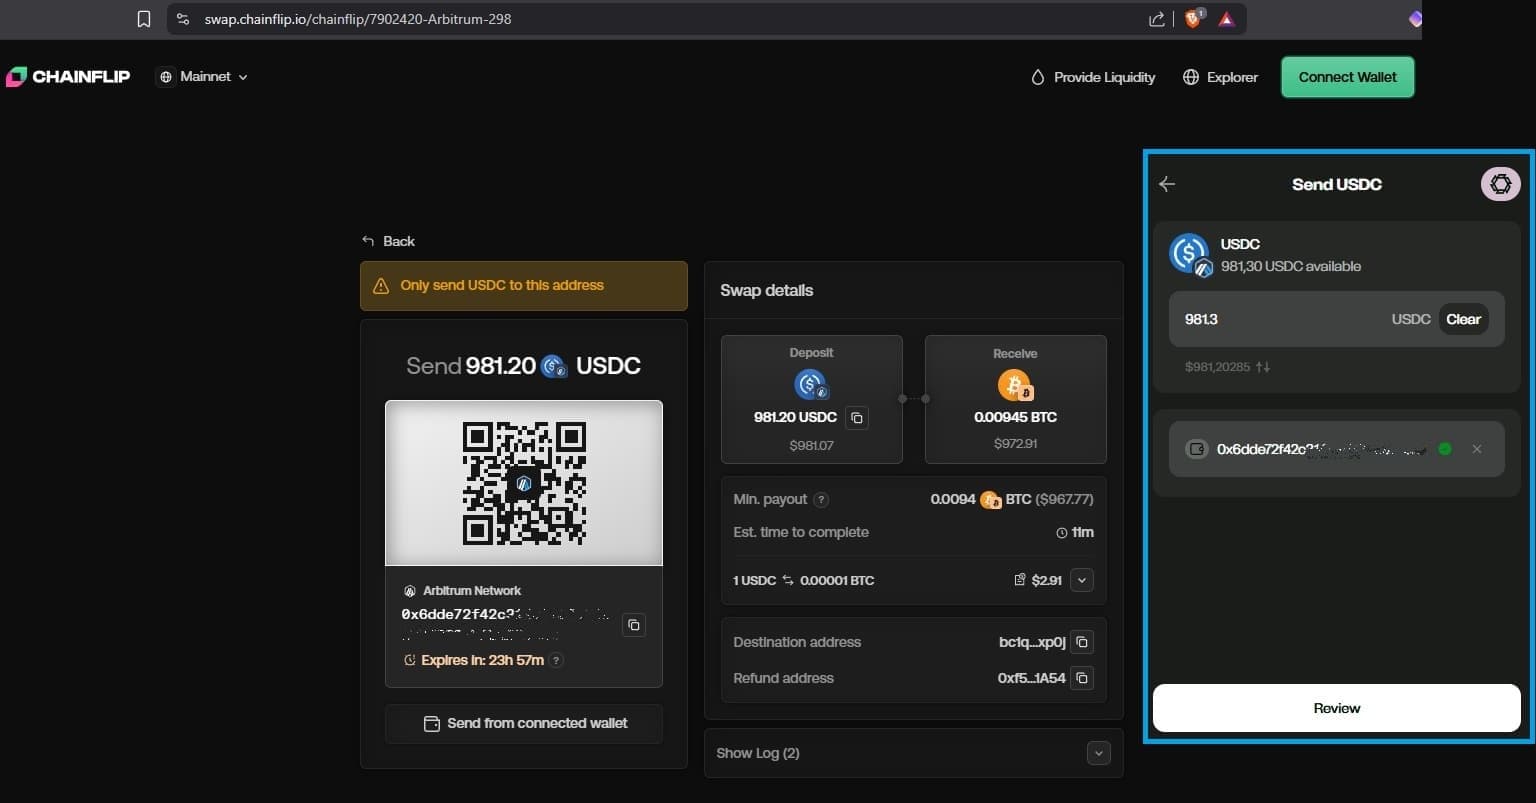 swap.chainflip.io/chainflip/7902420-Arbitrum-298
1
CHAINFLIP
Mainnet
Provide Liquidity
Explorer
Connect Wallet
Back
Only send USDC to this address
Send 981.20 USDC
Arbitrum Network
0x6dde72f42c
Expires in: 23h 57m ?
Send from connected wallet
Swap details
Deposit
981.20 USDC
$981.07
Receive
0.00945 BTC
$972.91
Min. payout ? 0.0094 BTC ($967.77)
Est. time to complete 11m
1 USDC ⇆ 0.00001 BTC $2.91
Destination address bc1q...xp0j
Refund address 0xf5...1A54
Show Log (2)
Send USDC
USDC
981,30 USDC available
981.3 USDC Clear
$981,20285
0x6dde72f42c
Review